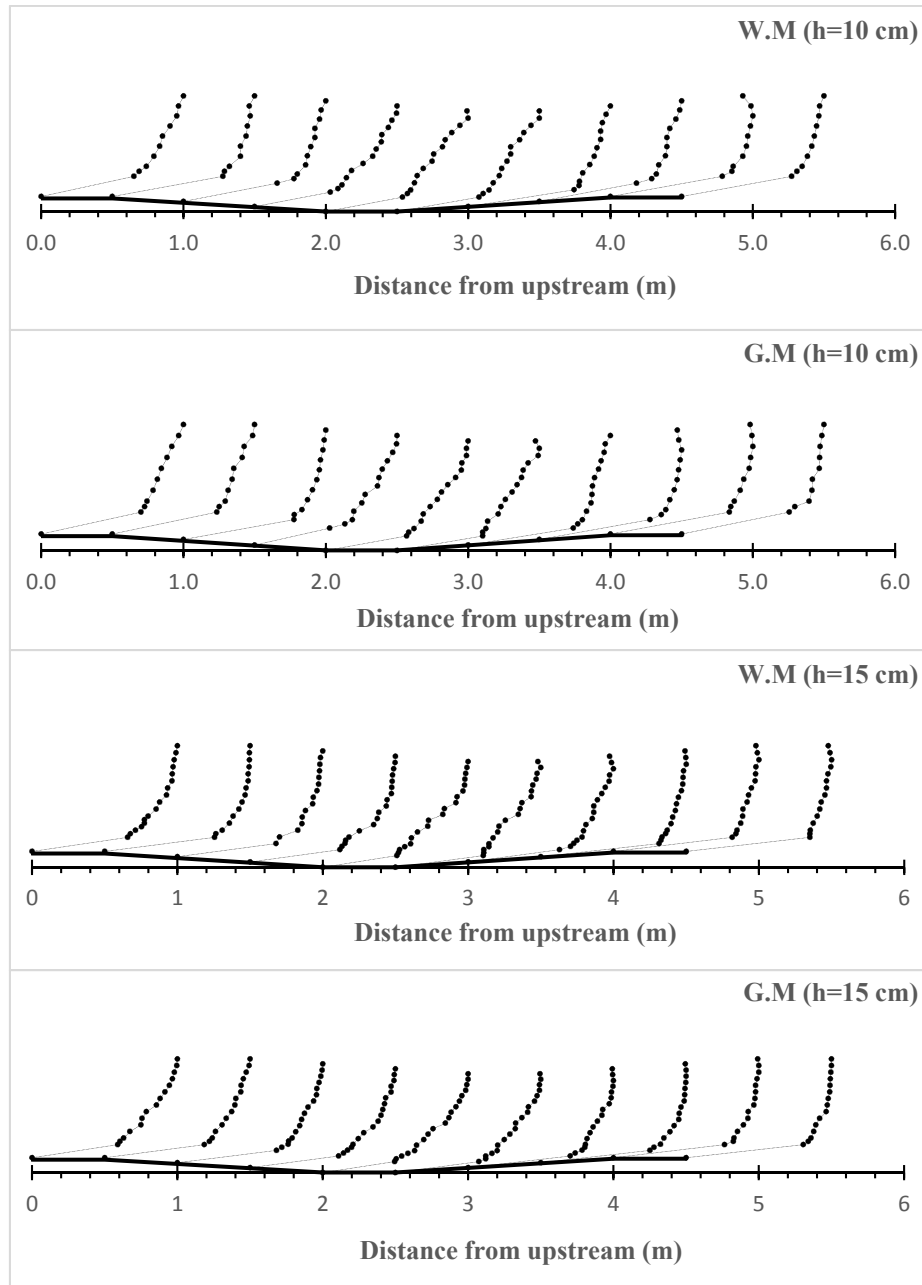 W.M (h=10 cm)
0.0 1.0 2.0 3.0 4.0 5.0 6.0
Distance from upstream (m)
G.M (h=10 cm)
0.0 1.0 2.0 3.0 4.0 5.0 6.0
Distance from upstream (m)
W.M (h=15 cm)
0 1 2 3 4 5 6
Distance from upstream (m)
G.M (h=15 cm)
0 1 2 3 4 5 6
Distance from upstream (m)